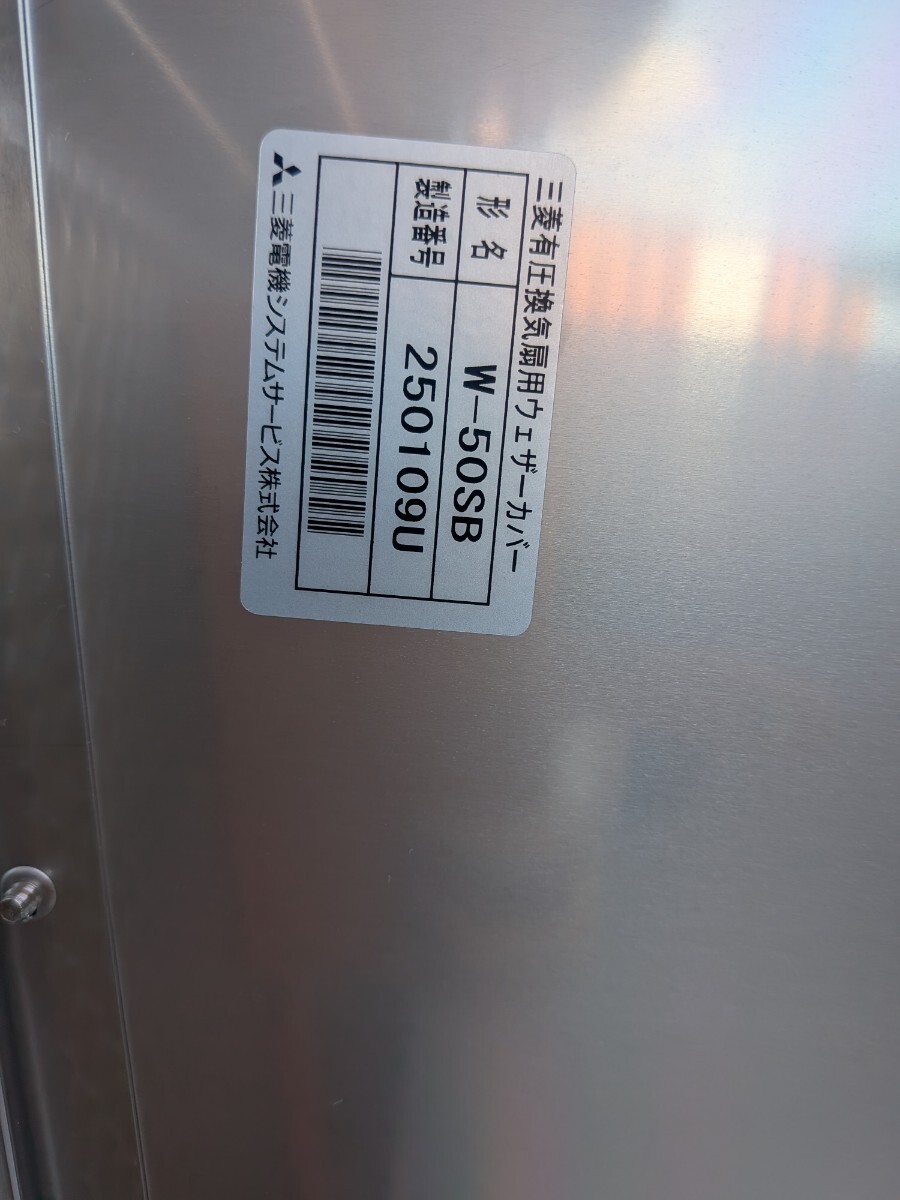 三菱有圧換気扇用ウェザーカバー
形名 W-50SB
製造番号 250109U
三菱電機システムサービス株式会社